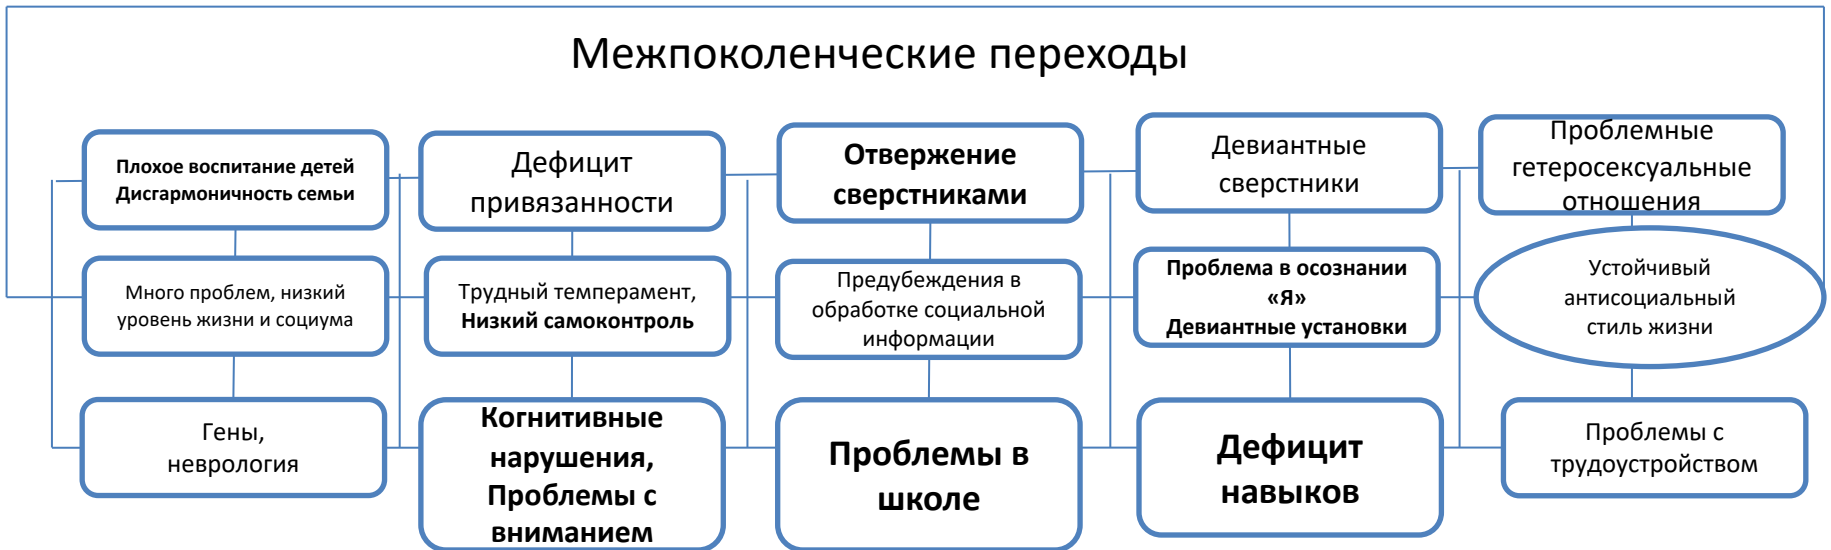 Межпоколенческие переходы
Плохое воспитание детей
Дисгармоничность семьи
Дефицит
привязанности
Отвержение
сверстниками
Девиантные
сверстники
Проблемные
гетеросексуальные
отношения
Много проблем, низкий
уровень жизни и социума
Трудный темперамент,
Низкий самоконтроль
Предубеждения в
обработке социальной
информации
Проблема в осознании
«Я»
Девиантные установки
Устойчивый
антисоциальный
стиль жизни
Гены,
неврология
Когнитивные
нарушения,
Проблемы с
вниманием
Проблемы в
школе
Дефицит
навыков
Проблемы с
трудоустройством